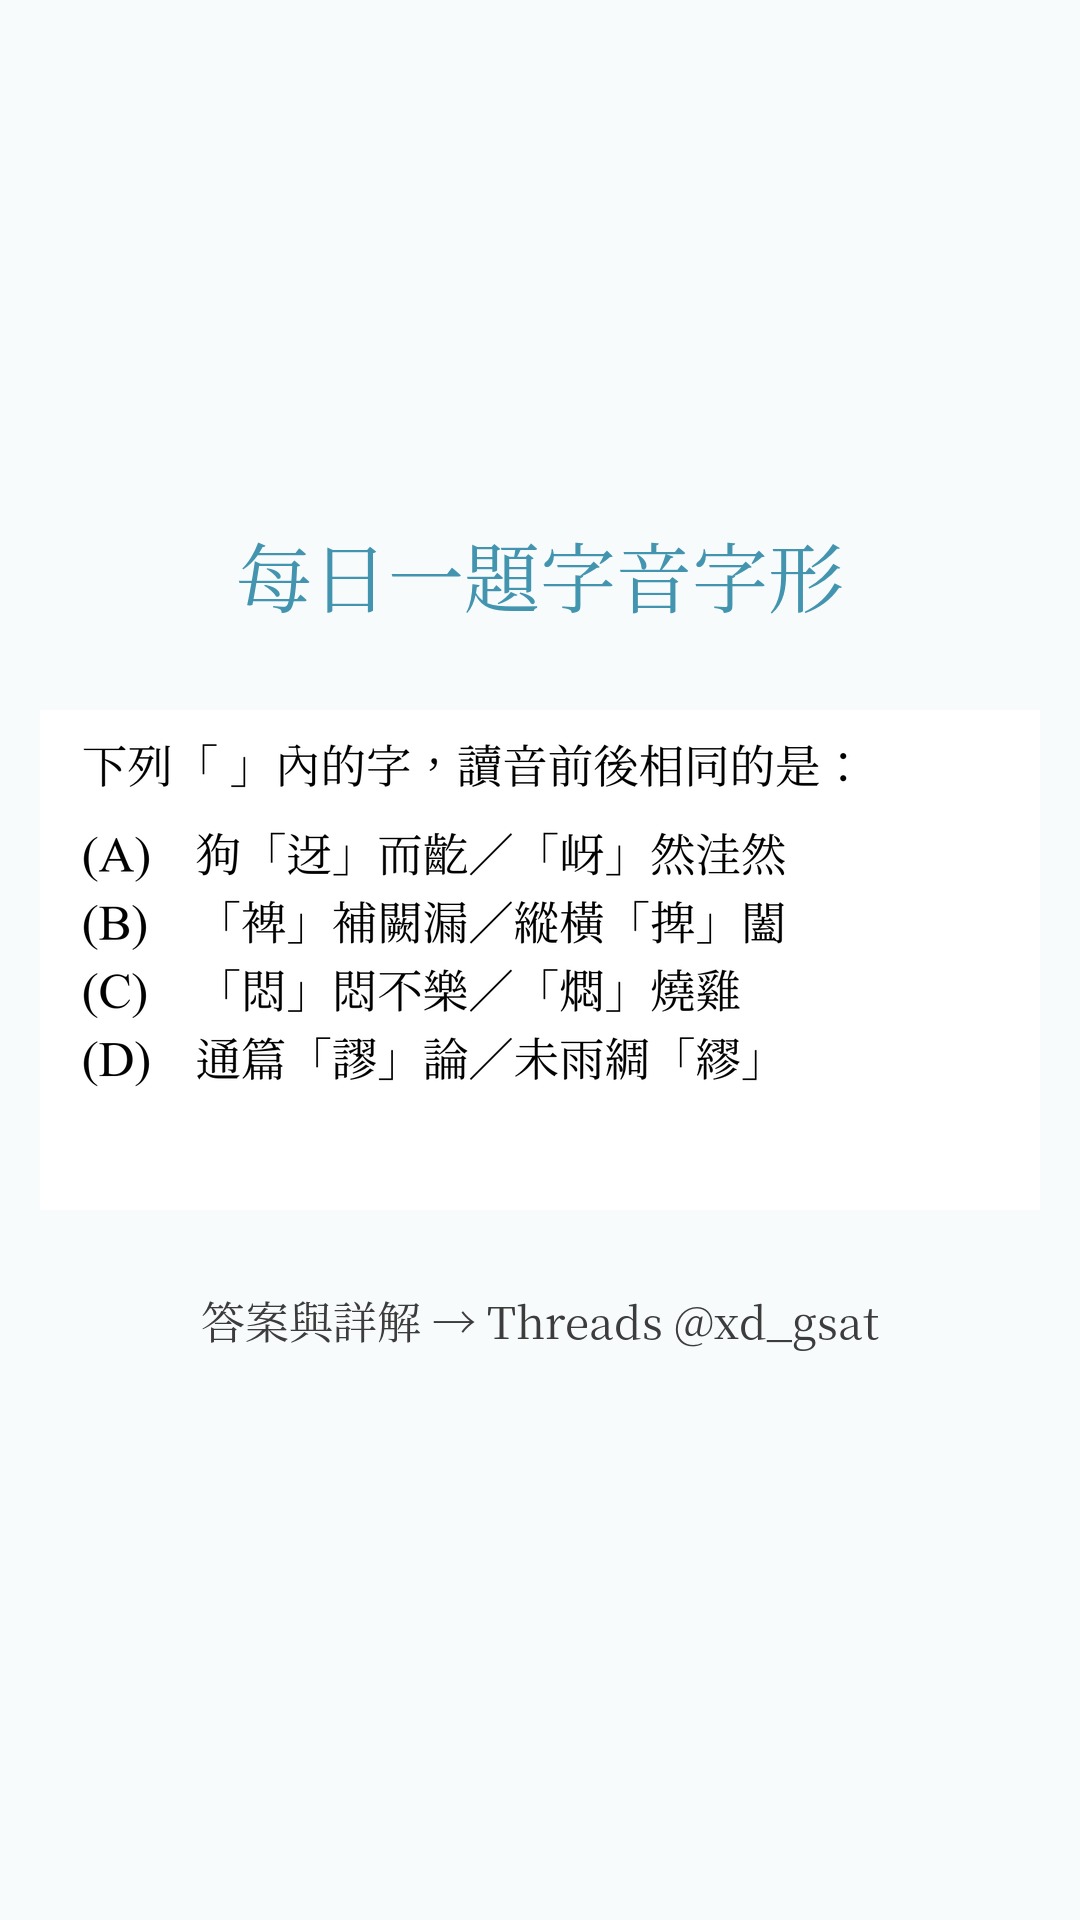 每日一題字音字形
下列「 」內的字，讀音前後相同的是：
(A) 狗「迓」而齕／「岈」然洼然
(B) 「裨」補闕漏／縱橫「捭」闔
(C) 「悶」悶不樂／「燜」燒雞
(D) 通篇「謬」論／未雨綢「繆」
答案與詳解 → Threads @xd_gsat